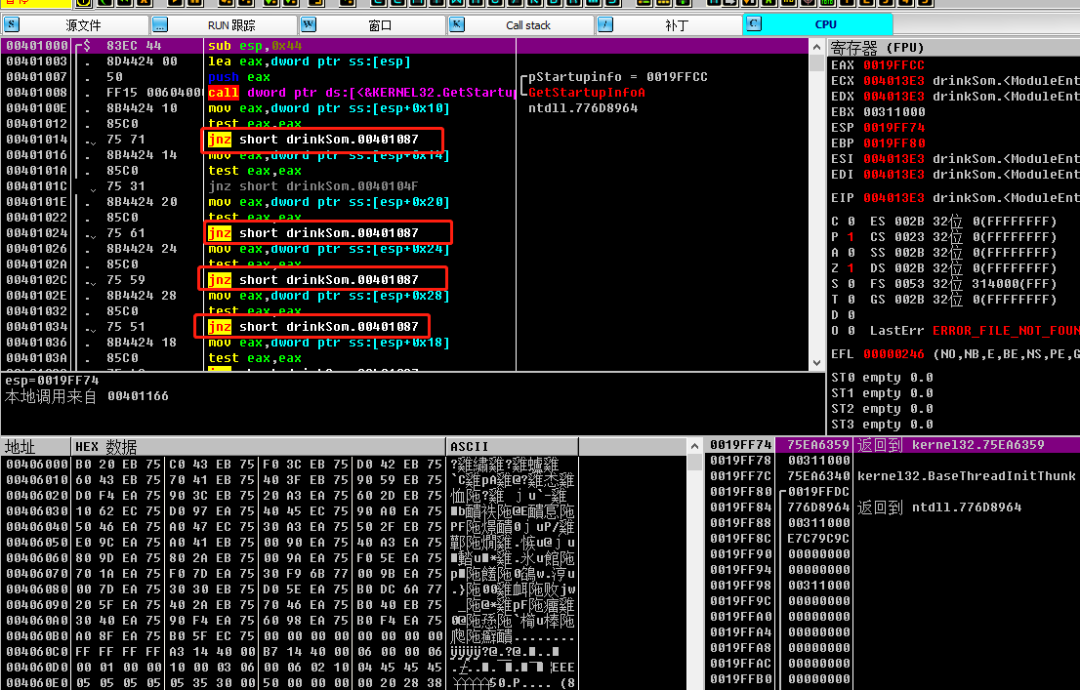 源文件 RUN 跟踪 窗口 Call stack 补丁 CPU
00401000 83EC 44 sub esp,0x44
00401003 8D4424 00 lea eax,dword ptr ss:[esp]
00401007 50 push eax pStartupinfo = 0019FFCC
00401008 FF15 0060400 call dword ptr ds:[<&KERNEL32.GetStartup GetStartupInfoA
0040100E 8B4424 10 mov eax,dword ptr ss:[esp+0x10] ntdll.776D8964
00401012 85C0 test eax,eax
00401014 75 71 jnz short drinkSom.00401087
00401016 8B4424 14 mov eax,dword ptr ss:[esp+0x14]
0040101A 85C0 test eax,eax
0040101C 75 31 jnz short drinkSom.0040104F
0040101E 8B4424 20 mov eax,dword ptr ss:[esp+0x20]
00401022 85C0 test eax,eax
00401024 75 61 jnz short drinkSom.00401087
00401026 8B4424 24 mov eax,dword ptr ss:[esp+0x24]
0040102A 85C0 test eax,eax
0040102C 75 59 jnz short drinkSom.00401087
0040102E 8B4424 28 mov eax,dword ptr ss:[esp+0x28]
00401032 85C0 test eax,eax
00401034 75 51 jnz short drinkSom.00401087
00401036 8B4424 18 mov eax,dword ptr ss:[esp+0x18]
0040103A 85C0 test eax,eax
寄存器 (FPU)
EAX 0019FFCC
ECX 004013E3 drinkSom.<ModuleEnt
EDX 004013E3 drinkSom.<ModuleEnt
EBX 00311000
ESP 0019FF74
EBP 0019FF80
ESI 004013E3 drinkSom.<ModuleEnt
EDI 004013E3 drinkSom.<ModuleEnt
EIP 004013E3 drinkSom.<ModuleEnt
C 0 ES 002B 32位 0(FFFFFFFF)
P 1 CS 0023 32位 0(FFFFFFFF)
A 0 SS 002B 32位 0(FFFFFFFF)
Z 1 DS 002B 32位 0(FFFFFFFF)
S 0 FS 0053 32位 314000(FFF)
T 0 GS 002B 32位 0(FFFFFFFF)
D 0
O 0 LastErr ERROR_FILE_NOT_FOUN
EFL 00000246 (NO,NB,E,BE,NS,PE,G
ST0 empty 0.0
ST1 empty 0.0
ST2 empty 0.0
ST3 empty 0.0
esp=0019FF74
本地调用来自 00401166
地址 HEX 数据 ASCII
00406000 B0 20 EB 75 C0 43 EB 75 F0 3C EB 75 D0 42 EB 75
00406010 60 43 EB 75 70 41 EB 75 40 3F EB 75 90 59 EB 75
00406020 D0 F4 EA 75 90 3C EB 75 20 A3 EA 75 60 2D EB 75
00406030 10 62 EC 75 D0 97 EA 75 40 45 EC 75 90 A0 EA 75
00406040 50 46 EA 75 A0 47 EC 75 30 A3 EA 75 50 2F EB 75
00406050 E0 9C EA 75 A0 41 EB 75 00 90 EA 75 40 A3 EA 75
00406060 80 9D EA 75 80 2A EB 75 00 9A EA 75 F0 5E EA 75
00406070 70 1A EA 75 F0 7D EA 75 30 F9 6B 77 00 9B EA 75
00406080 00 7D EA 75 30 30 EB 75 D0 5E EA 75 B0 DC 6A 77
00406090 20 5F EA 75 40 2A EB 75 70 46 EA 75 B0 40 EB 75
004060A0 30 40 EA 75 90 F4 EA 75 60 98 EA 75 B0 F4 EA 75
004060B0 A0 8F EA 75 B0 5F EC 75 00 00 00 00 00 00 00 00
004060C0 FF FF FF FF A3 14 40 00 B7 14 40 00 06 00 00 06
004060D0 00 01 00 00 10 00 03 06 00 06 02 10 04 45 45 45
004060E0 05 05 05 05 05 35 30 00 50 00 00 00 00 20 28 38
0019FF74 75EA6359 返回到 kernel32.75EA6359
0019FF78 00311000
0019FF7C 75EA6340 kernel32.BaseThreadInitThunk
0019FF80 0019FFDC
0019FF84 776D8964 返回到 ntdll.776D8964
0019FF88 00311000
0019FF8C E7C79C9C
0019FF90 00000000
0019FF94 00000000
0019FF98 00311000
0019FF9C 00000000
0019FFA0 00000000
0019FFA4 00000000
0019FFA8 00000000
0019FFAC 00000000
0019FFB0 00000000